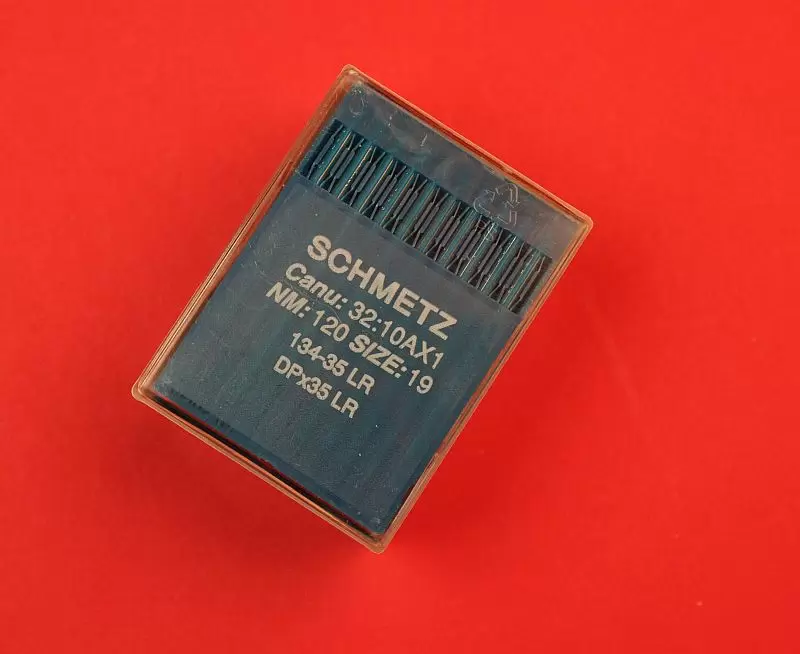 SCHMETZ
Canu: 32:10AX1
NM: 120 SIZE: 19
134-35 LR
DPx35 LR